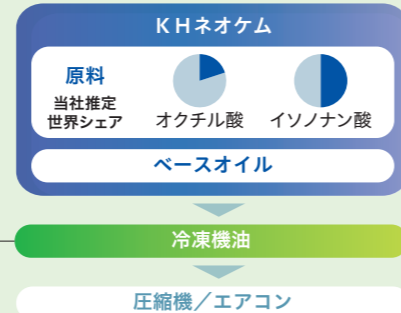 KHネオケム
原料
当社推定
世界シェア
オクチル酸
イソノナン酸
ベースオイル
冷凍機油
圧縮機／エアコン